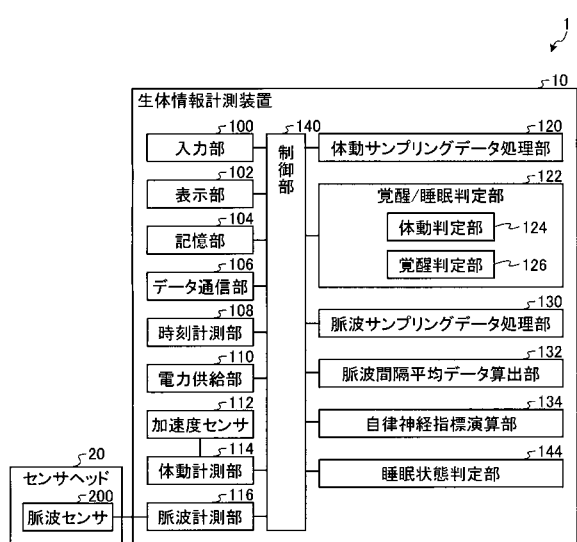 1
10
生体情報計測装置
100
入力部
102
表示部
104
記憶部
106
データ通信部
108
時刻計測部
110
電力供給部
112
加速度センサ
114
体動計測部
116
脈波計測部
140
制御部
120
体動サンプリングデータ処理部
122
覚醒/睡眠判定部
体動判定部
124
覚醒判定部
126
130
脈波サンプリングデータ処理部
132
脈波間隔平均データ算出部
134
自律神経指標演算部
144
睡眠状態判定部
20
センサヘッド
200
脈波センサ